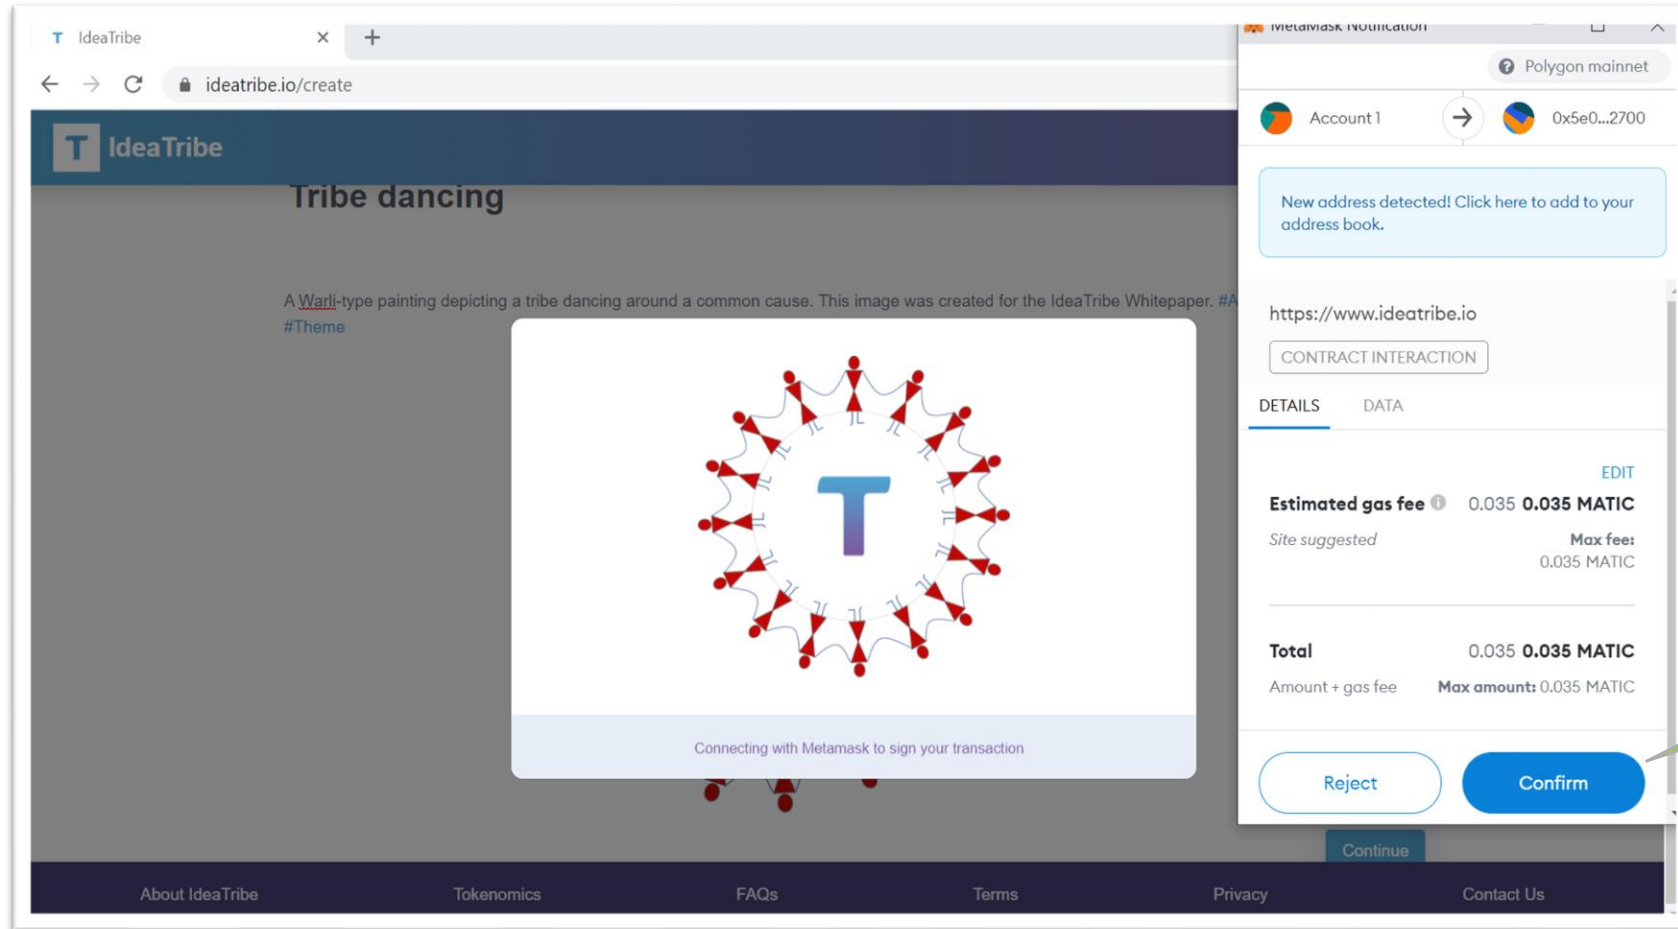 T IdeaTribe
MetaMask Notification
ideatribe.io/create
Polygon mainnet
Account 1
0x5e0...2700
T IdeaTribe
New address detected! Click here to add to your
address book.
Tribe dancing
A Warli-type painting depicting a tribe dancing around a common cause. This image was created for the IdeaTribe Whitepaper. #A
#Theme
T
Connecting with Metamask to sign your transaction
https://www.ideatribe.io
CONTRACT INTERACTION
DETAILS DATA
EDIT
Estimated gas fee 0.035 0.035 MATIC
Site suggested Max fee:
0.035 MATIC
Total 0.035 0.035 MATIC
Amount + gas fee Max amount: 0.035 MATIC
Reject Confirm
Continue
About IdeaTribe Tokenomics FAQs Terms Privacy Contact Us